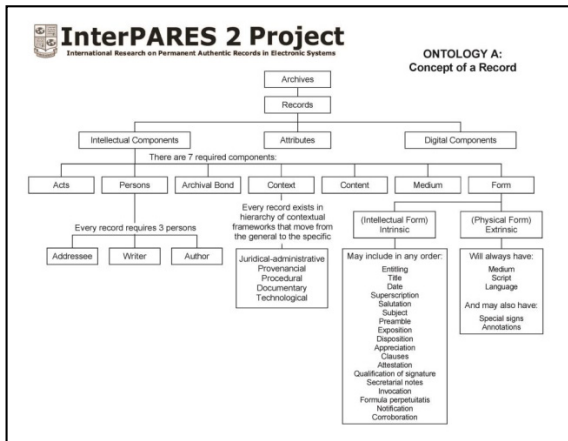 InterPARES 2 Project
International Research on Permanent Authentic Records in Electronic Systems
ONTOLOGY A:
Concept of a Record
Archives
Records
Intellectual Components
Attributes
Digital Components
There are 7 required components:
Acts
Persons
Archival Bond
Context
Content
Medium
Form
Every record requires 3 persons
Addressee
Writer
Author
Every record exists in
hierarchy of contextual
frameworks that move from
the general to the specific
Juridical-administrative
Provenancial
Procedural
Documentary
Technological
(Intellectual Form)
Intrinsic
May include in any order:
Entitling
Title
Date
Superscription
Salutation
Subject
Preamble
Exposition
Disposition
Appreciation
Clauses
Attestation
Qualification of signature
Secretarial notes
Invocation
Formula perpetuitatis
Notification
Corroboration
(Physical Form)
Extrinsic
Will always have:
Medium
Script
Language
And may also have:
Special signs
Annotations